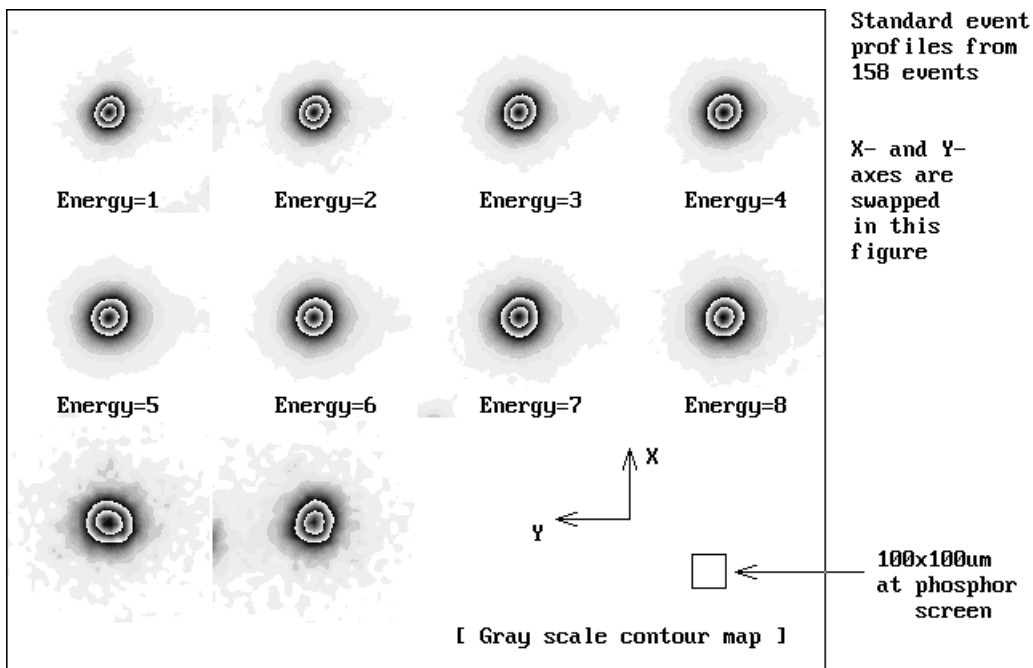 Standard event
profiles from
158 events
X- and Y-
axes are
swapped
in this
figure
Energy=1
Energy=2
Energy=3
Energy=4
Energy=5
Energy=6
Energy=7
Energy=8
X
Y
100x100um
at phosphor
screen
[ Gray scale contour map ]